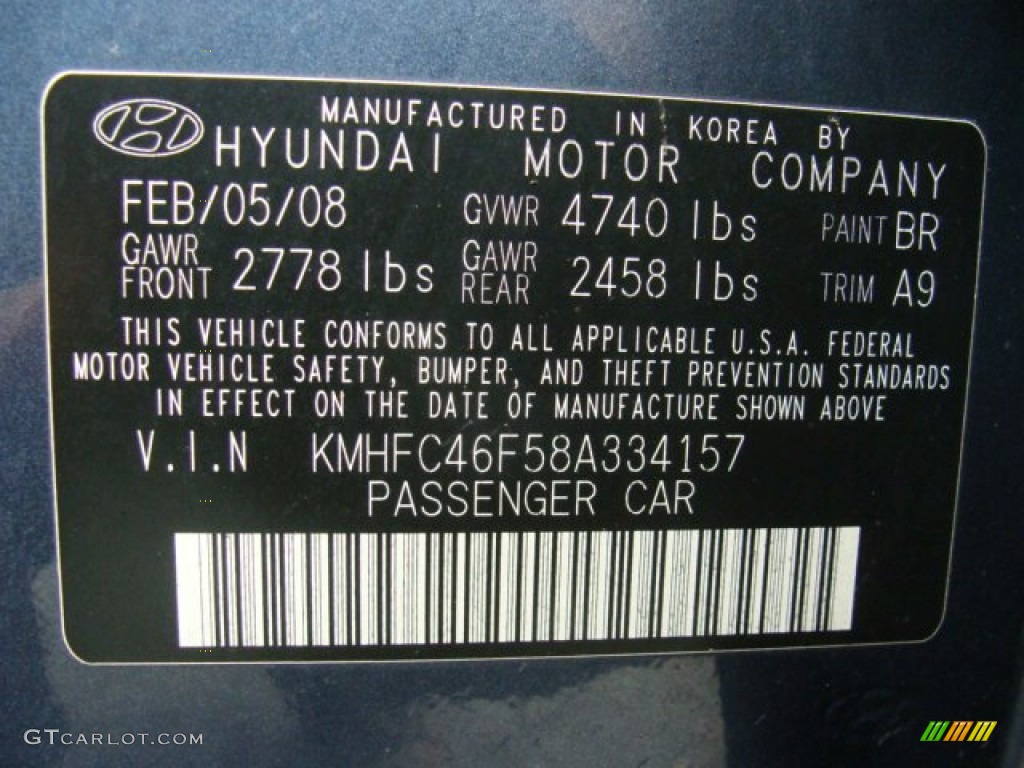 MANUFACTURED IN KOREA BY
HYUNDAI MOTOR COMPANY
FEB/05/08 GVWR 4740 lbs PAINT BR
GAWR FRONT 2778 lbs GAWR REAR 2458 lbs TRIM A9
THIS VEHICLE CONFORMS TO ALL APPLICABLE U.S.A. FEDERAL
MOTOR VEHICLE SAFETY, BUMPER, AND THEFT PREVENTION STANDARDS
IN EFFECT ON THE DATE OF MANUFACTURE SHOWN ABOVE
V.I.N KMHFC46F58A334157
PASSENGER CAR
GTCARLOT.COM